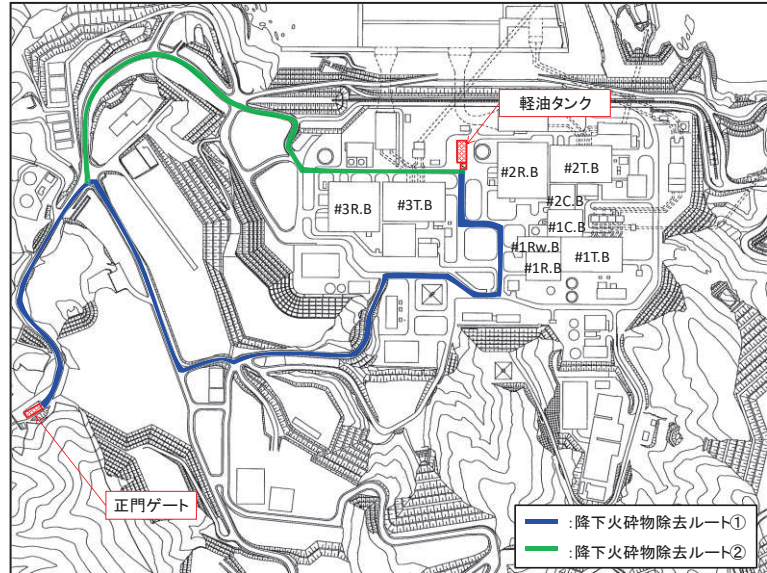 軽油タンク
#2R.B
#2T.B
#3R.B
#3T.B
#2C.B
#1C.B
#1Rw.B
#1R.B
#1T.B
正門ゲート
:降下火砕物除去ルート①
:降下火砕物除去ルート②